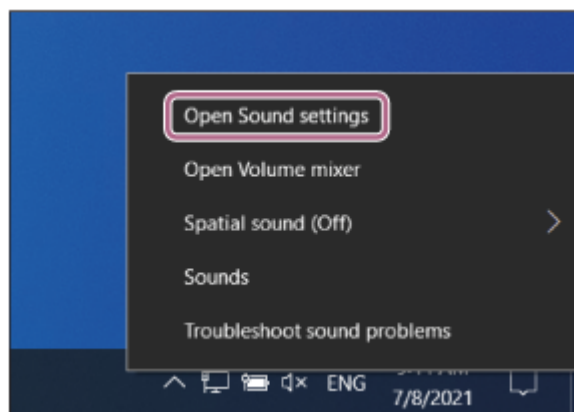 Open Sound settings
Open Volume mixer
Spatial sound (Off)
Sounds
Troubleshoot sound problems
ENG
7/8/2021